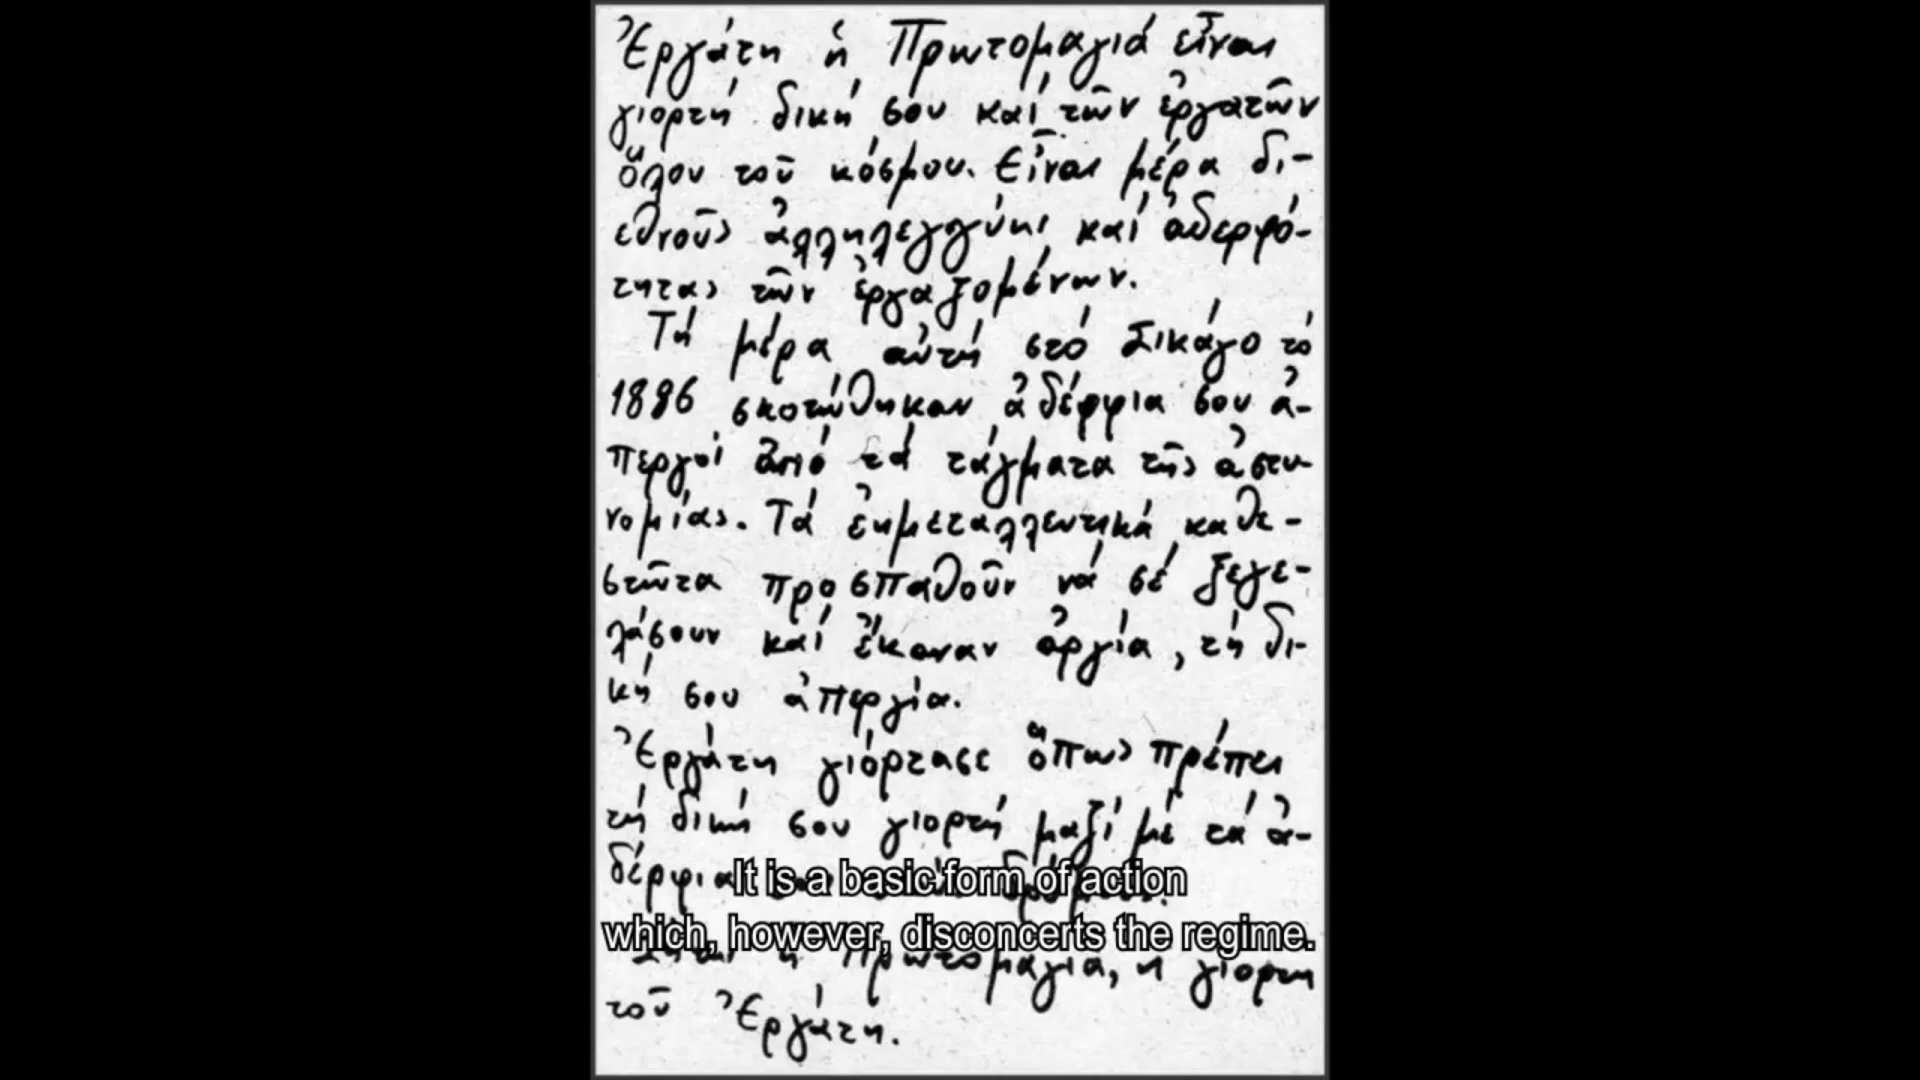 Ἐργάτη ἡ Πρωτομαγιά εἶναι
γιορτή δική σου καί τῶν ἐργατῶν
ὅλου τοῦ κόσμου. Εἶναι μέρα δι-
εθνοῦς ἀλληλεγγύης καί ἀδερφό-
τητας τῶν ἐργαζομένων.
Τή μέρα αὐτή στό Σικάγο τό
1886 σκοτώθηκαν ἀδέρφια σου ἀ-
περγοί ἀπό τά τάγματα τῆς ἀστυ-
νομίας. Τά ἐκμεταλλευτικά καθε-
στῶτα προσπαθοῦν νά σέ ξεγε-
λάσουν καί ἔκαναν ἀργία, τή δι-
κή σου ἀπεργία.
Ἐργάτη γιόρτασε ὅπως πρέπει
τή δική σου γιορτή μαζί μέ τά ἀ-
δέρφια
It is a basic form of action
which, however, disconcerts the regime.
ἡ Πρωτομαγιά, ἡ γιορτή
τοῦ Ἐργάτη.